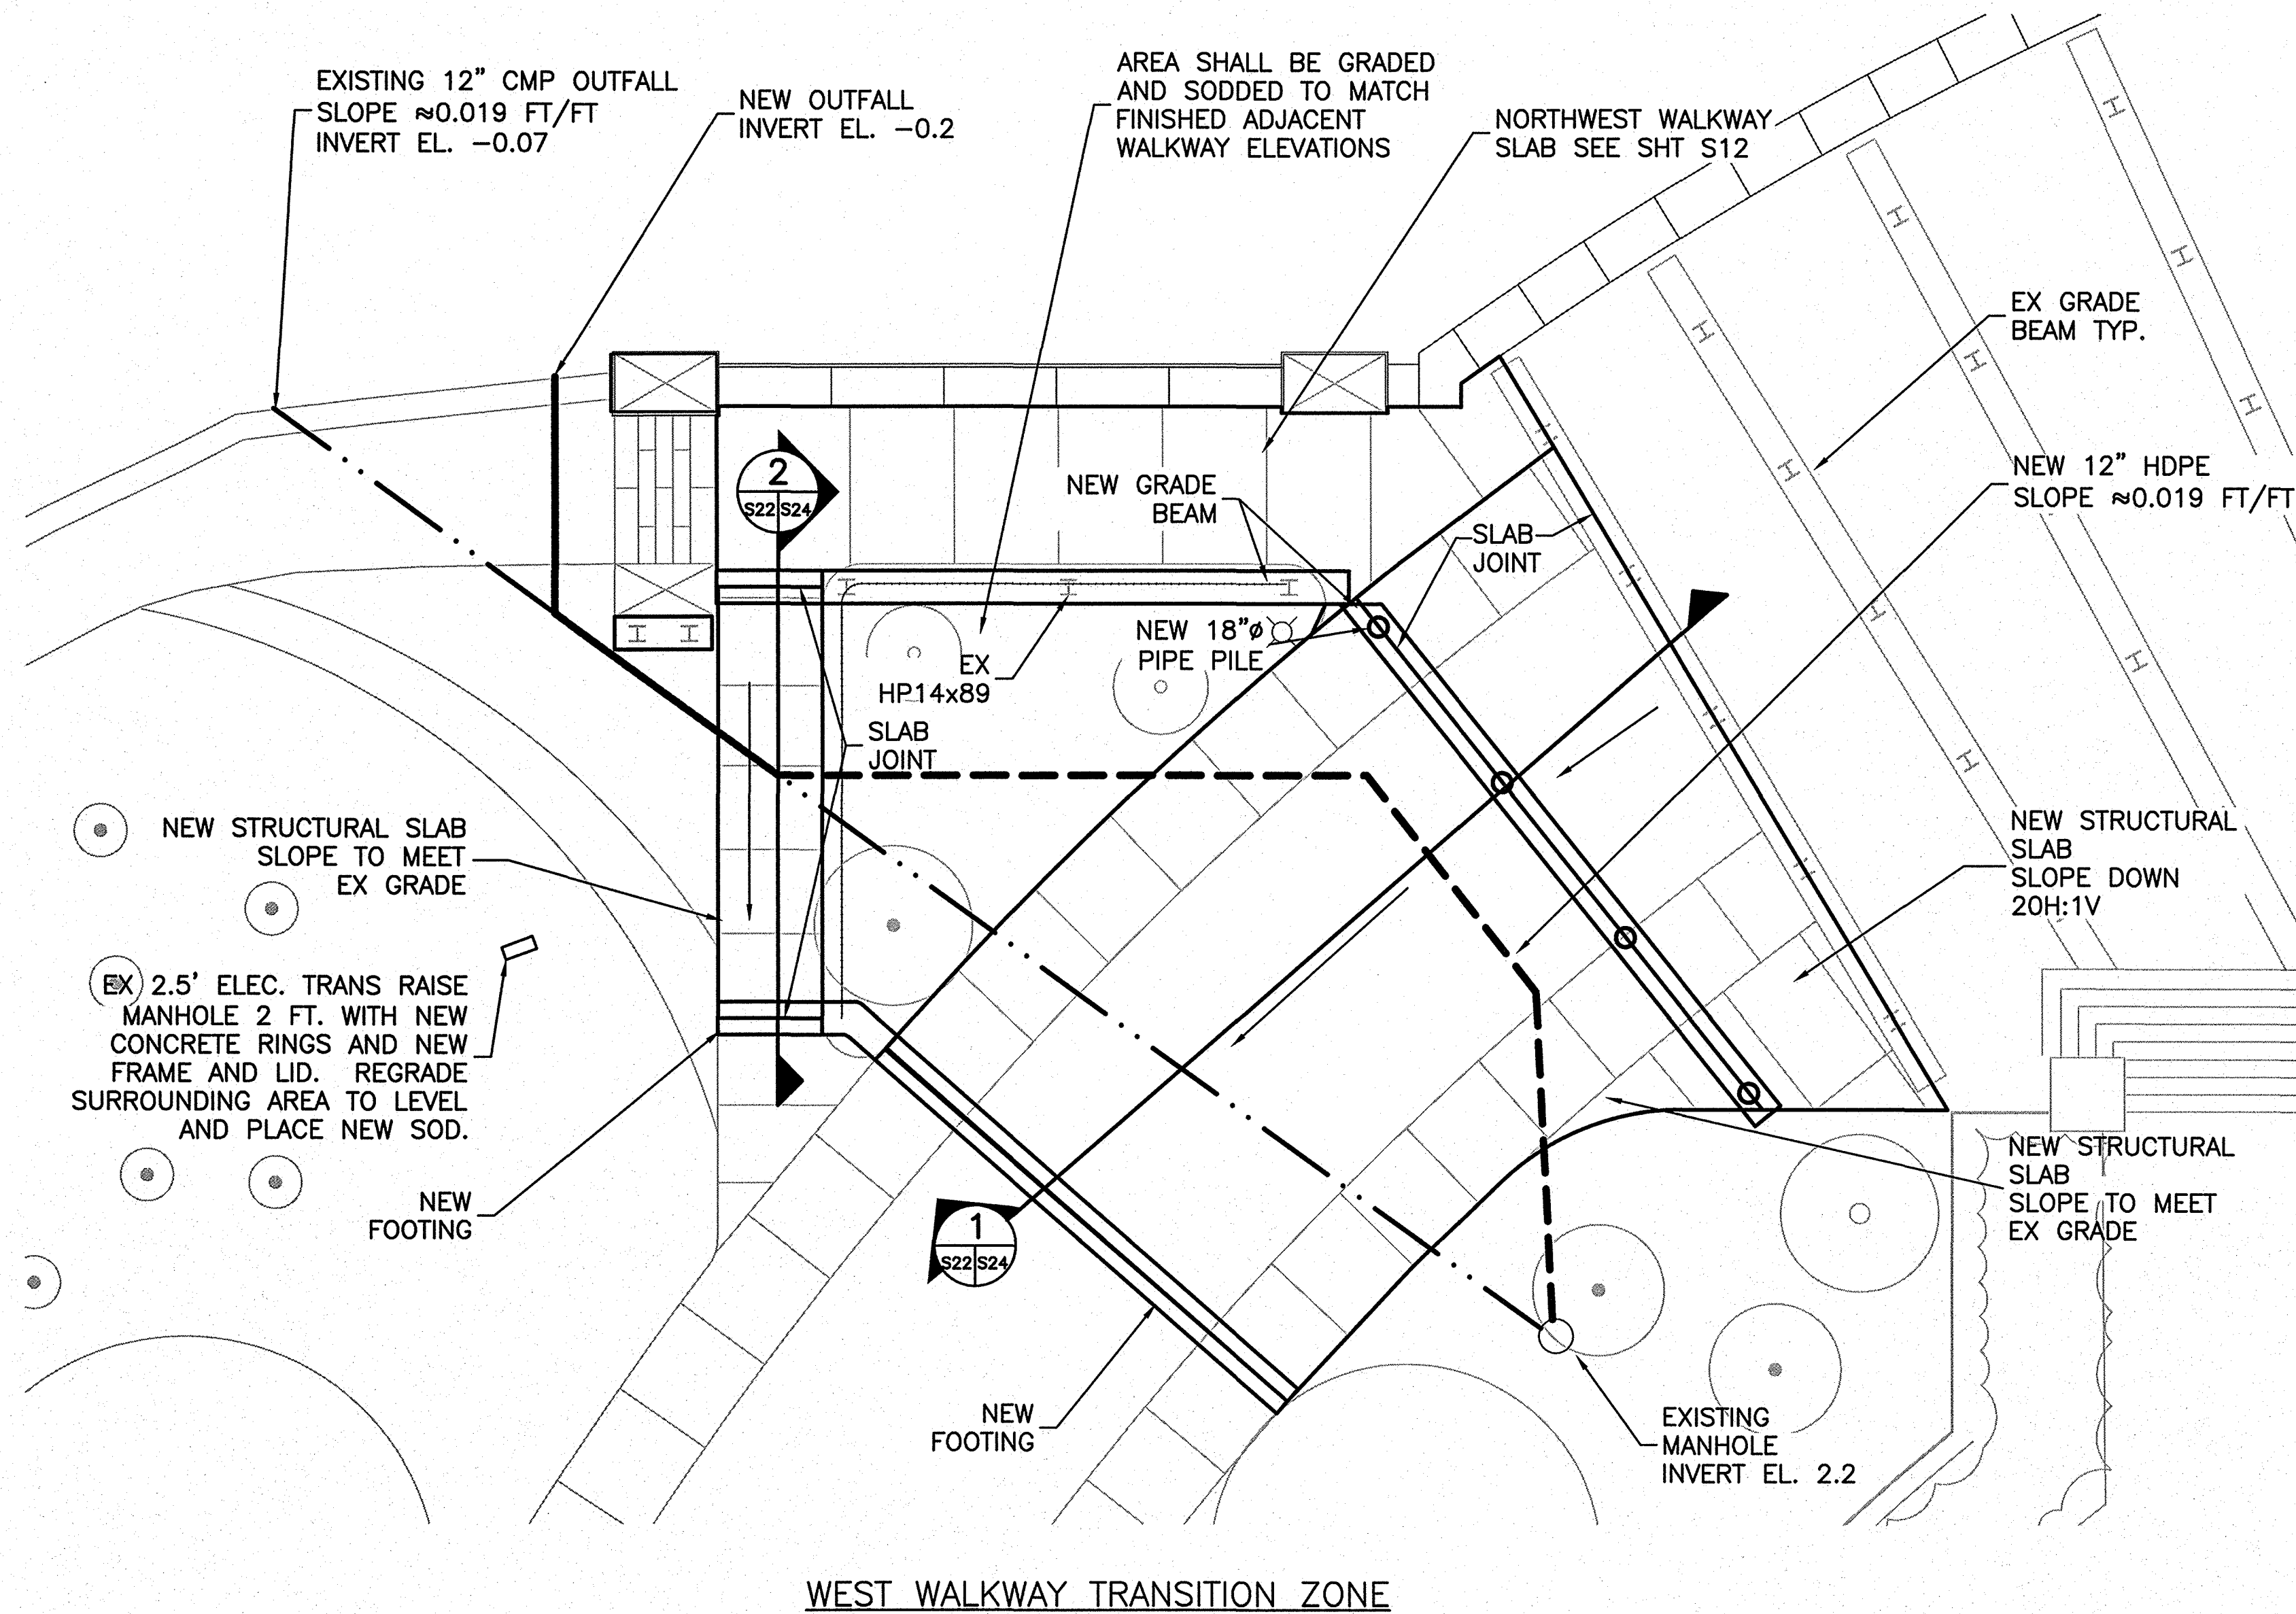 EXISTING 12" CMP OUTFALL
SLOPE ≈0.019 FT/FT
INVERT EL. -0.07
NEW OUTFALL
INVERT EL. -0.2
AREA SHALL BE GRADED
AND SODDED TO MATCH
FINISHED ADJACENT
WALKWAY ELEVATIONS
NORTHWEST WALKWAY
SLAB SEE SHT S12
EX GRADE
BEAM TYP.
NEW 12" HDPE
SLOPE ≈0.019 FT/FT
2
S22 S24
NEW GRADE
BEAM
SLAB
JOINT
NEW 18"ø
PIPE PILE
EX
HP14x89
SLAB
JOINT
NEW STRUCTURAL SLAB
SLOPE TO MEET
EX GRADE
NEW STRUCTURAL
SLAB
SLOPE DOWN
20H:1V
EX 2.5' ELEC. TRANS RAISE
MANHOLE 2 FT. WITH NEW
CONCRETE RINGS AND NEW
FRAME AND LID. REGRADE
SURROUNDING AREA TO LEVEL
AND PLACE NEW SOD.
NEW STRUCTURAL
SLAB
SLOPE TO MEET
EX GRADE
NEW
FOOTING
1
S22 S24
NEW
FOOTING
EXISTING
MANHOLE
INVERT EL. 2.2
WEST WALKWAY TRANSITION ZONE